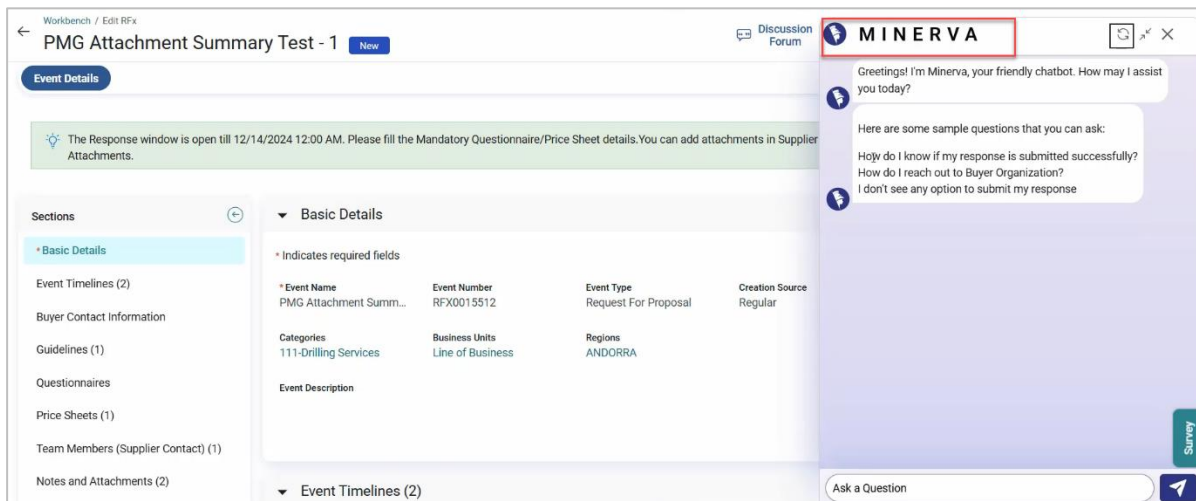 Workbench / Edit RFx
PMG Attachment Summary Test - 1
New
Discussion
Forum
Event Details
The Response window is open till 12/14/2024 12:00 AM. Please fill the Mandatory Questionnaire/Price Sheet details.You can add attachments in Supplier
Attachments.
Sections
* Basic Details
Event Timelines (2)
Buyer Contact Information
Guidelines (1)
Questionnaires
Price Sheets (1)
Team Members (Supplier Contact) (1)
Notes and Attachments (2)
Basic Details
* Indicates required fields
* Event Name
PMG Attachment Summ...
Event Number
RFX0015512
Event Type
Request For Proposal
Creation Source
Regular
Categories
111-Drilling Services
Business Units
Line of Business
Regions
ANDORRA
Event Description
Event Timelines (2)
MINERVA
Greetings! I'm Minerva, your friendly chatbot. How may I assist
you today?
Here are some sample questions that you can ask:
How do I know if my response is submitted successfully?
How do I reach out to Buyer Organization?
I don't see any option to submit my response
Survey
Ask a Question